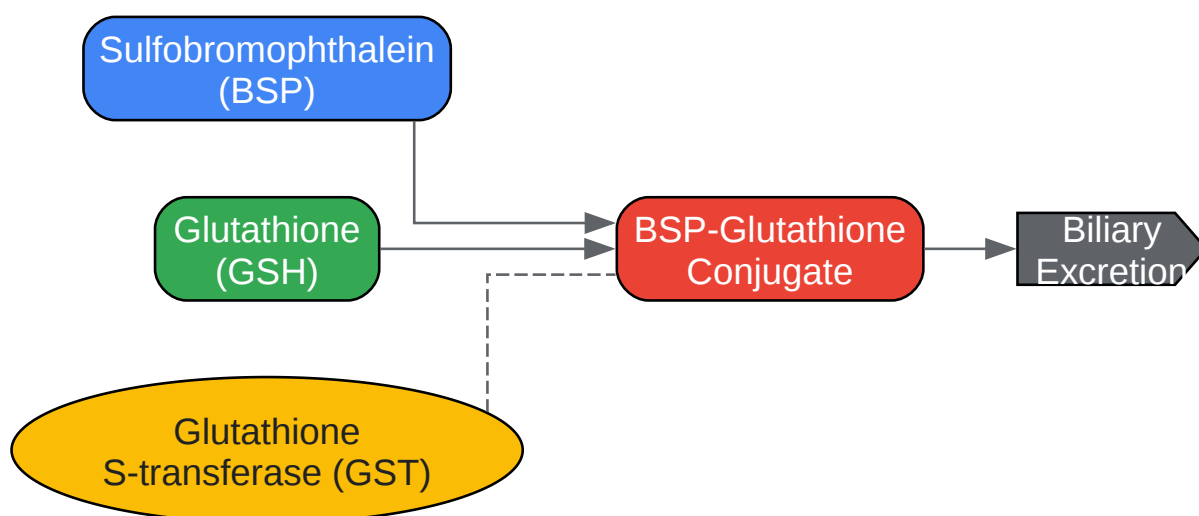 Sulfobromophthalein
(BSP)
Glutathione
(GSH)
BSP-Glutathione
Conjugate
Biliary
Excretion
Glutathione
S-transferase (GST)